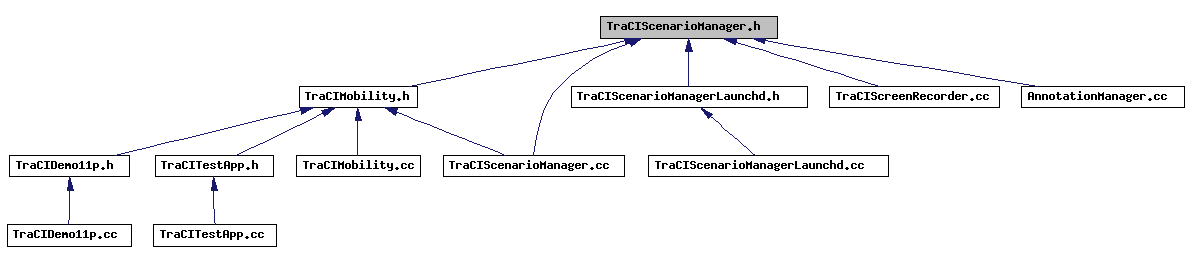 TraCIScenarioManager.h
TraCIMobility.h
TraCIScenarioManagerLaunchd.h
TraCIScreenRecorder.cc
AnnotationManager.cc
TraCIDemo11p.h
TraCITestApp.h
TraCIMobility.cc
TraCIScenarioManager.cc
TraCIScenarioManagerLaunchd.cc
TraCIDemo11p.cc
TraCITestApp.cc